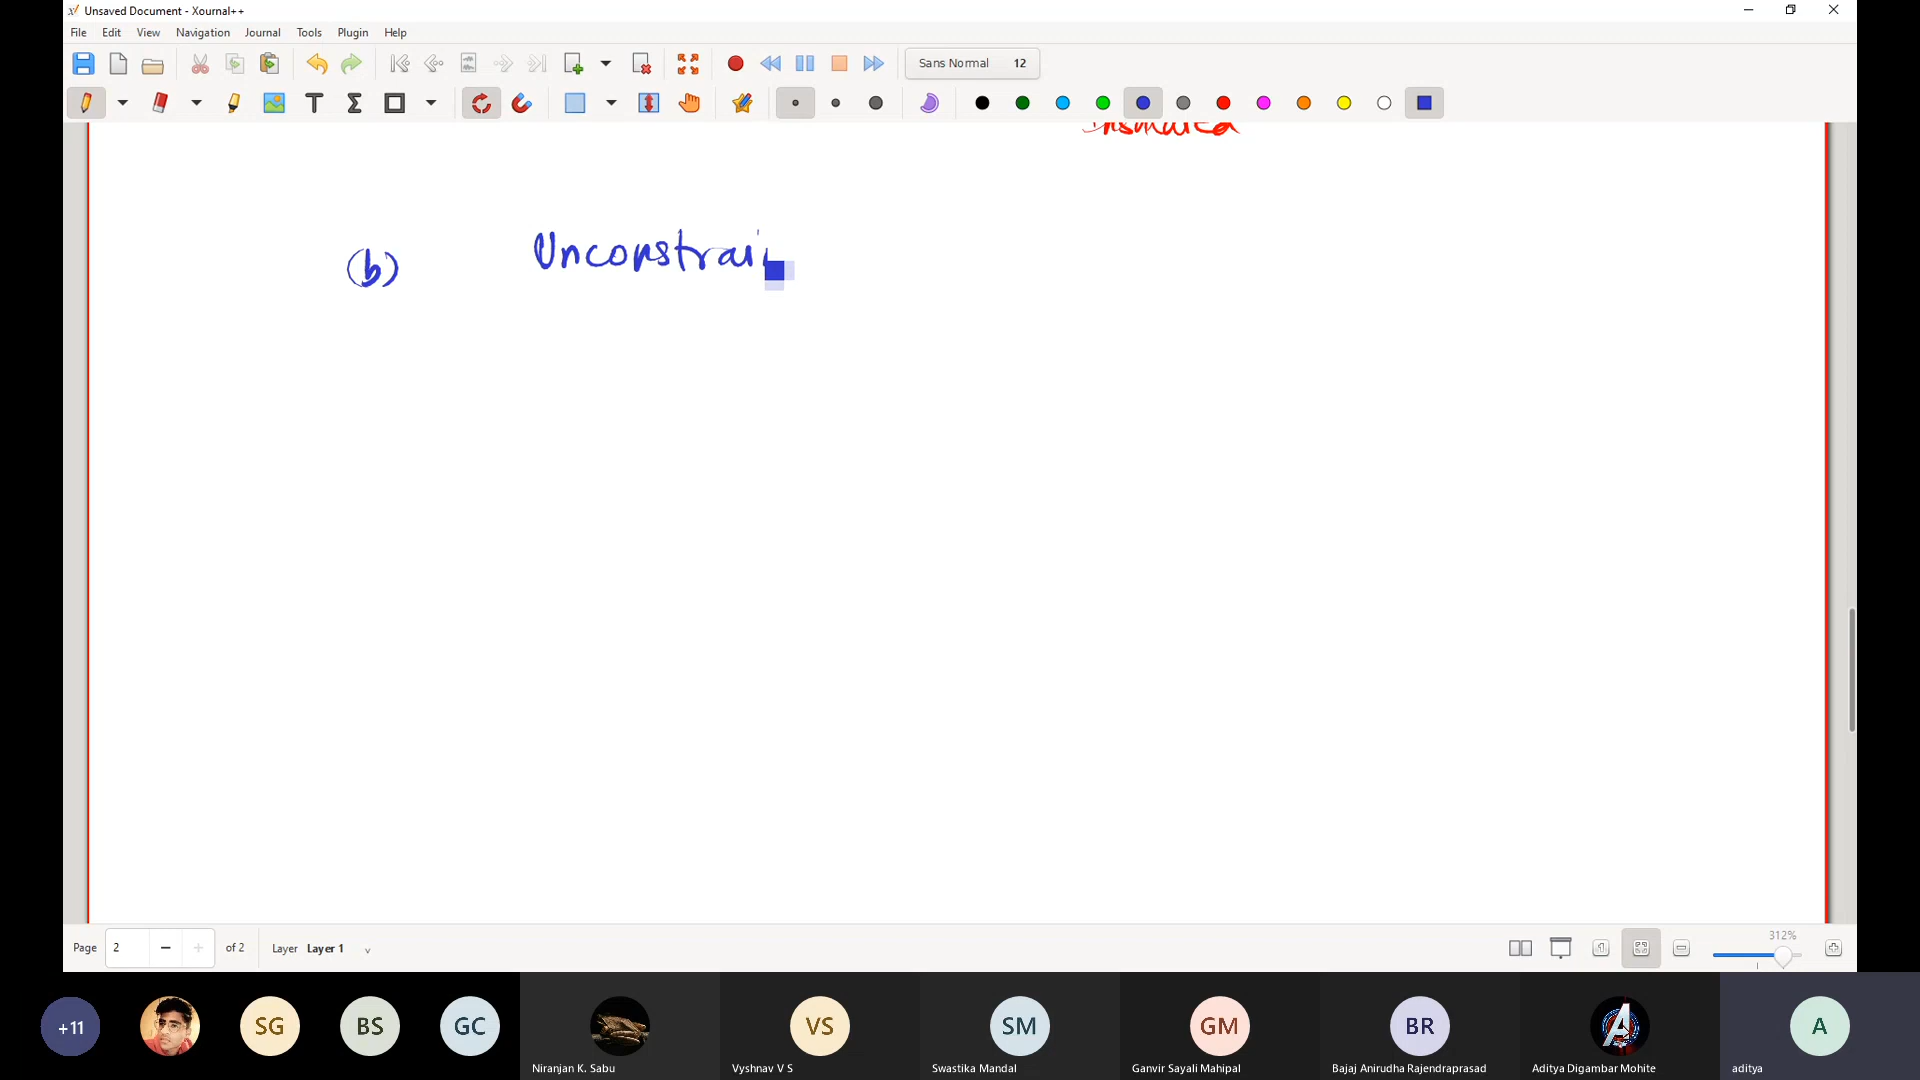 Unsaved Document - Xournal++
File Edit View Navigation Journal Tools Plugin Help
Sans Normal 12
(b) Unconstrai
Page 2 of 2 Layer Layer 1
312%
+11 SG BS GC VS SM GM BR A
Niranjan K. Sabu Vyshnav V S Swastika Mandal Ganvir Sayali Mahipal Bajaj Anirudha Rajendraprasad Aditya Digambar Mohite aditya